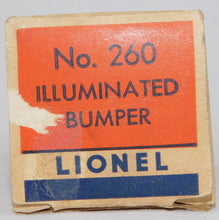 No. 260
ILLUMINATED
BUMPER
LIONEL